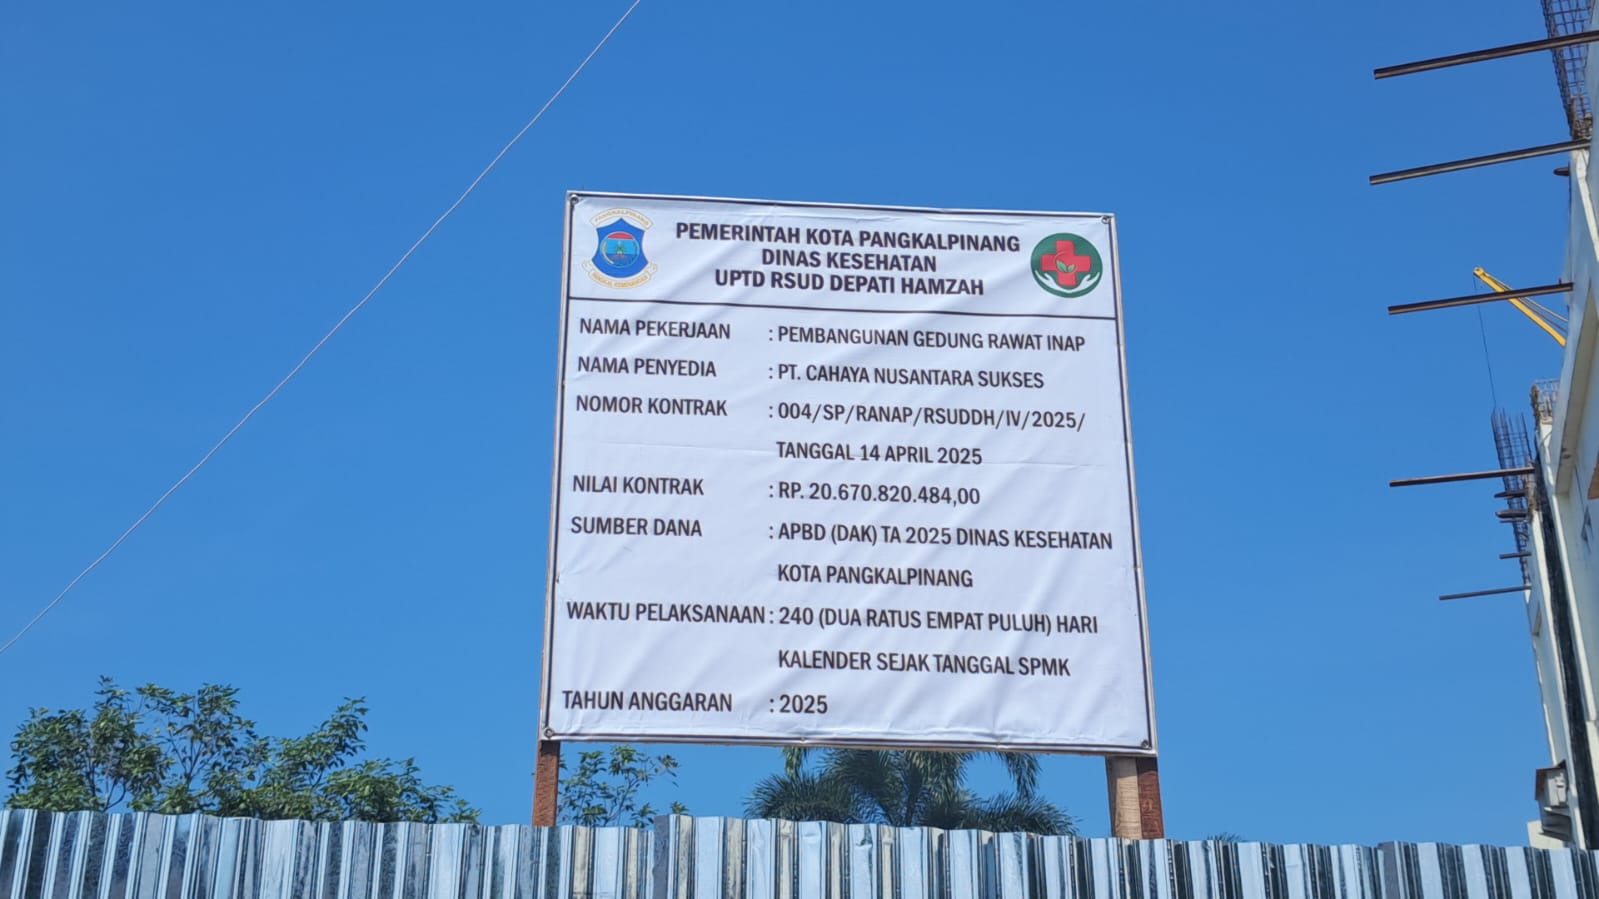 PANGKALPINANG
PANGKAL KEMENANGAN
PEMERINTAH KOTA PANGKALPINANG
DINAS KESEHATAN
UPTD RSUD DEPATI HAMZAH
NAMA PEKERJAAN : PEMBANGUNAN GEDUNG RAWAT INAP
NAMA PENYEDIA : PT. CAHAYA NUSANTARA SUKSES
NOMOR KONTRAK : 004/SP/RANAP/RSUDDH/IV/2025/
TANGGAL 14 APRIL 2025
NILAI KONTRAK : RP. 20.670.820.484,00
SUMBER DANA : APBD (DAK) TA 2025 DINAS KESEHATAN
KOTA PANGKALPINANG
WAKTU PELAKSANAAN : 240 (DUA RATUS EMPAT PULUH) HARI
KALENDER SEJAK TANGGAL SPMK
TAHUN ANGGARAN : 2025